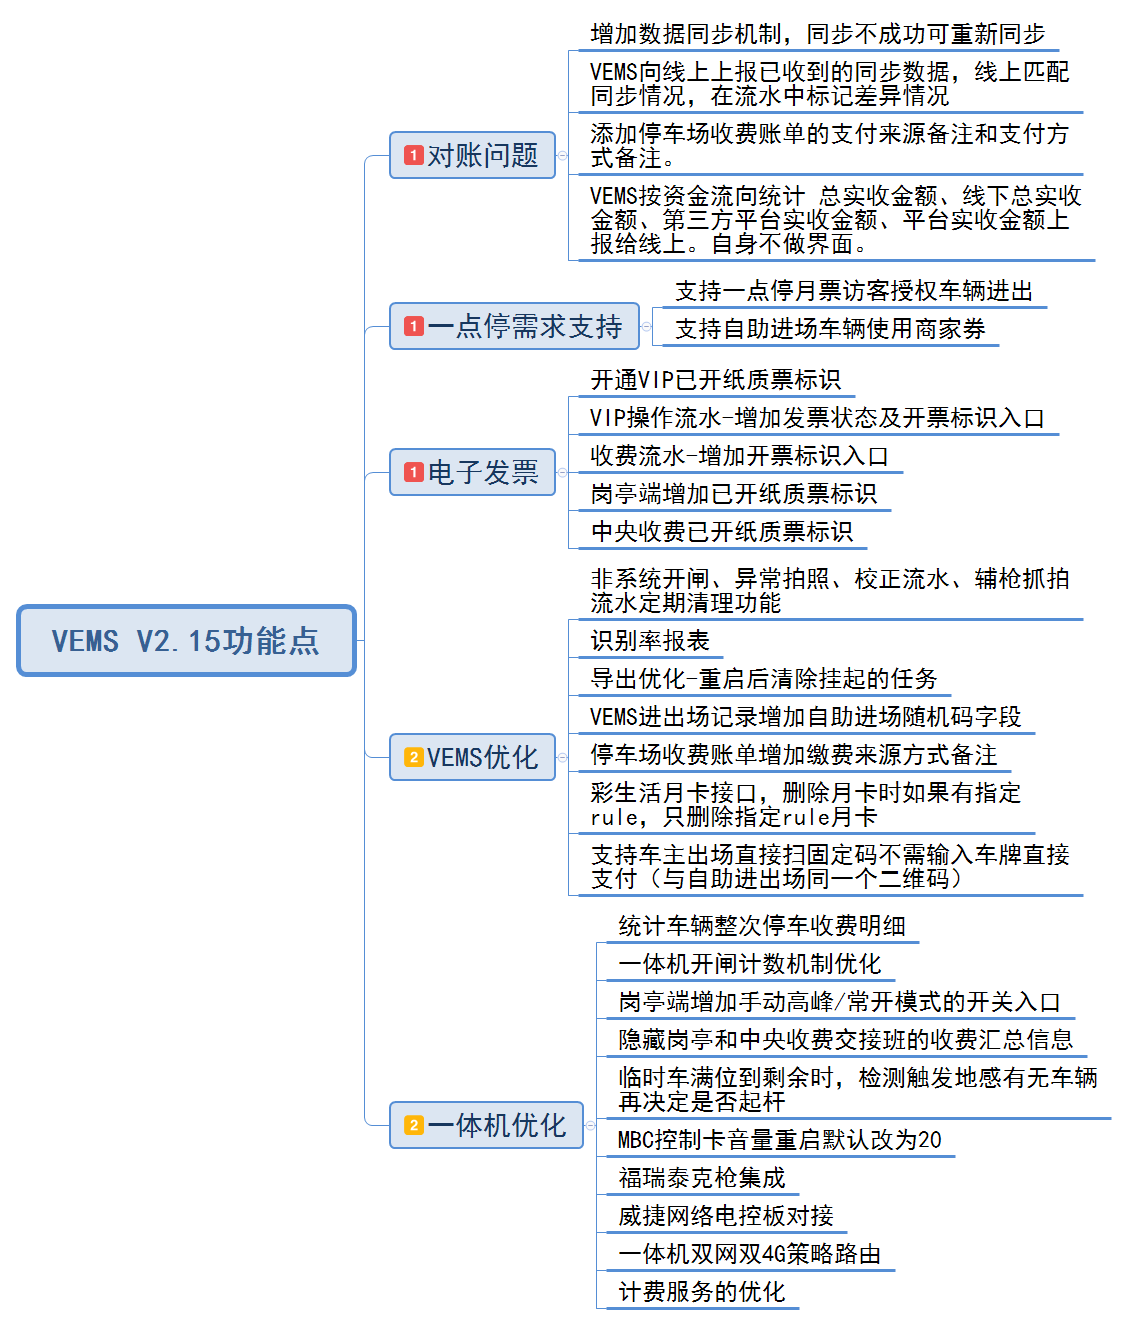 VEMS V2.15功能点
1 对账问题
增加数据同步机制，同步不成功可重新同步
VEMS向线上上报已收到的同步数据，线上匹配
同步情况，在流水中标记差异情况
添加停车场收费账单的支付来源备注和支付方
式备注。
VEMS按资金流向统计 总实收金额、线下总实收
金额、第三方平台实收金额、平台实收金额上
报给线上。自身不做界面。
1 一点停需求支持
支持一点停月票访客授权车辆进出
支持自助进场车辆使用商家券
1 电子发票
开通VIP已开纸质票标识
VIP操作流水-增加发票状态及开票标识入口
收费流水-增加开票标识入口
岗亭端增加已开纸质票标识
中央收费已开纸质票标识
2 VEMS优化
非系统开闸、异常拍照、校正流水、辅枪抓拍
流水定期清理功能
识别率报表
导出优化-重启后清除挂起的任务
VEMS进出场记录增加自助进场随机码字段
停车场收费账单增加缴费来源方式备注
彩生活月卡接口，删除月卡时如果有指定
rule，只删除指定rule月卡
支持车主出场直接扫固定码不需输入车牌直接
支付（与自助进出场同一个二维码）
2 一体机优化
统计车辆整次停车收费明细
一体机开闸计数机制优化
岗亭端增加手动高峰/常开模式的开关入口
隐藏岗亭和中央收费交接班的收费汇总信息
临时车满位到剩余时，检测触发地感有无车辆
再决定是否起杆
MBC控制卡音量重启默认改为20
福瑞泰克枪集成
威捷网络电控板对接
一体机双网双4G策略路由
计费服务的优化